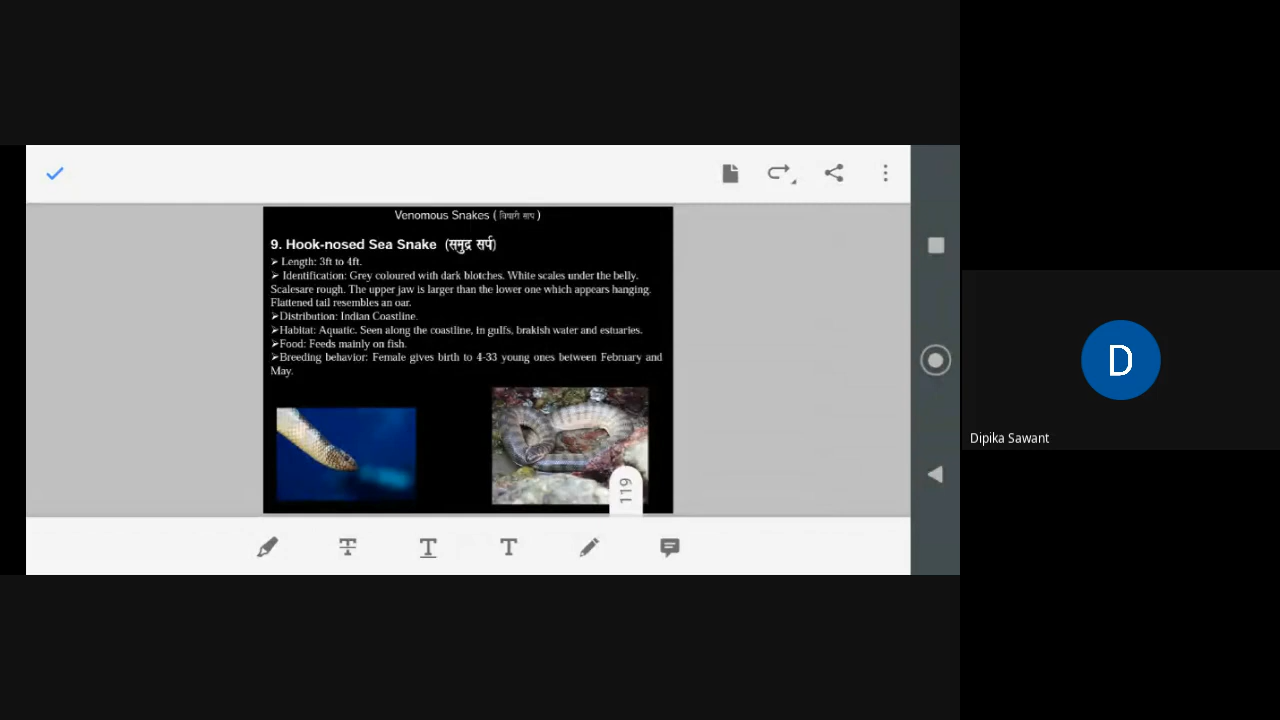 Venomous Snakes ( विषारी साप )
9. Hook-nosed Sea Snake (समुद्र सर्प)
➢ Length: 3ft to 4ft.
➢ Identification: Grey coloured with dark blotches. White scales under the belly.
Scalesare rough. The upper jaw is larger than the lower one which appears hanging.
Flattened tail resembles an oar.
➢Distribution: Indian Coastline.
➢Habitat: Aquatic. Seen along the coastline, in gulfs, brakish water and estuaries.
➢Food: Feeds mainly on fish.
➢Breeding behavior: Female gives birth to 4-33 young ones between February and
May.
119
D
Dipika Sawant